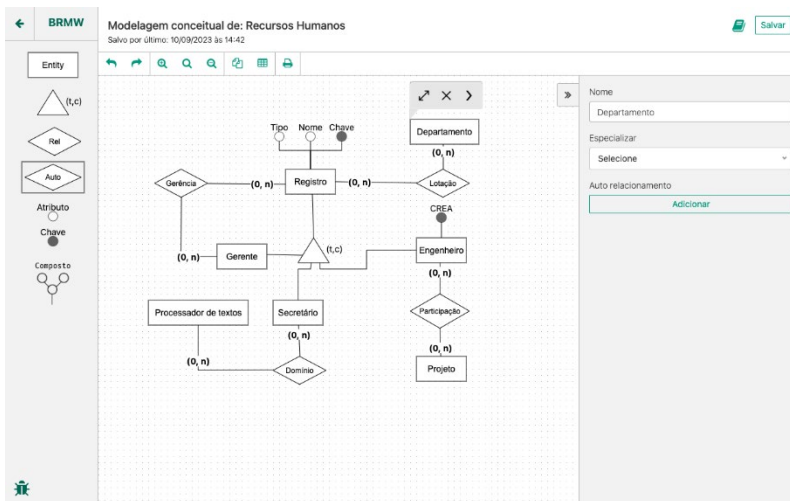 BRMW
Modelagem conceitual de: Recursos Humanos
Salvo por último: 10/09/2023 às 14:42
Salvar
Entity
(t,c)
Rel
Auto
Atributo
Chave
Composto
Tipo Nome Chave
Departamento
(0, n)
Gerência
(0, n)
Registro
(0, n)
Lotação
CREA
(t,c)
Engenheiro
(0, n)
Gerente
(0, n)
Processador de textos
Secretário
Participação
(0, n)
(0, n)
(0, n)
Domínio
Projeto
Nome
Departamento
Especializar
Selecione
Auto relacionamento
Adicionar